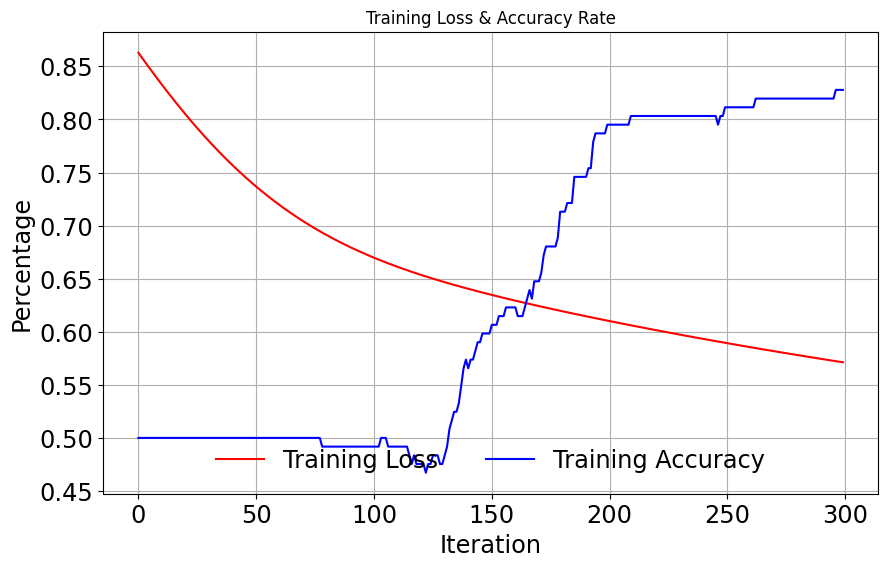 Training Loss & Accuracy Rate
0.85
0.80
0.75
0.70
0.65
0.60
0.55
0.50
0.45
Percentage
Training Loss Training Accuracy
0 50 100 150 200 250 300
Iteration